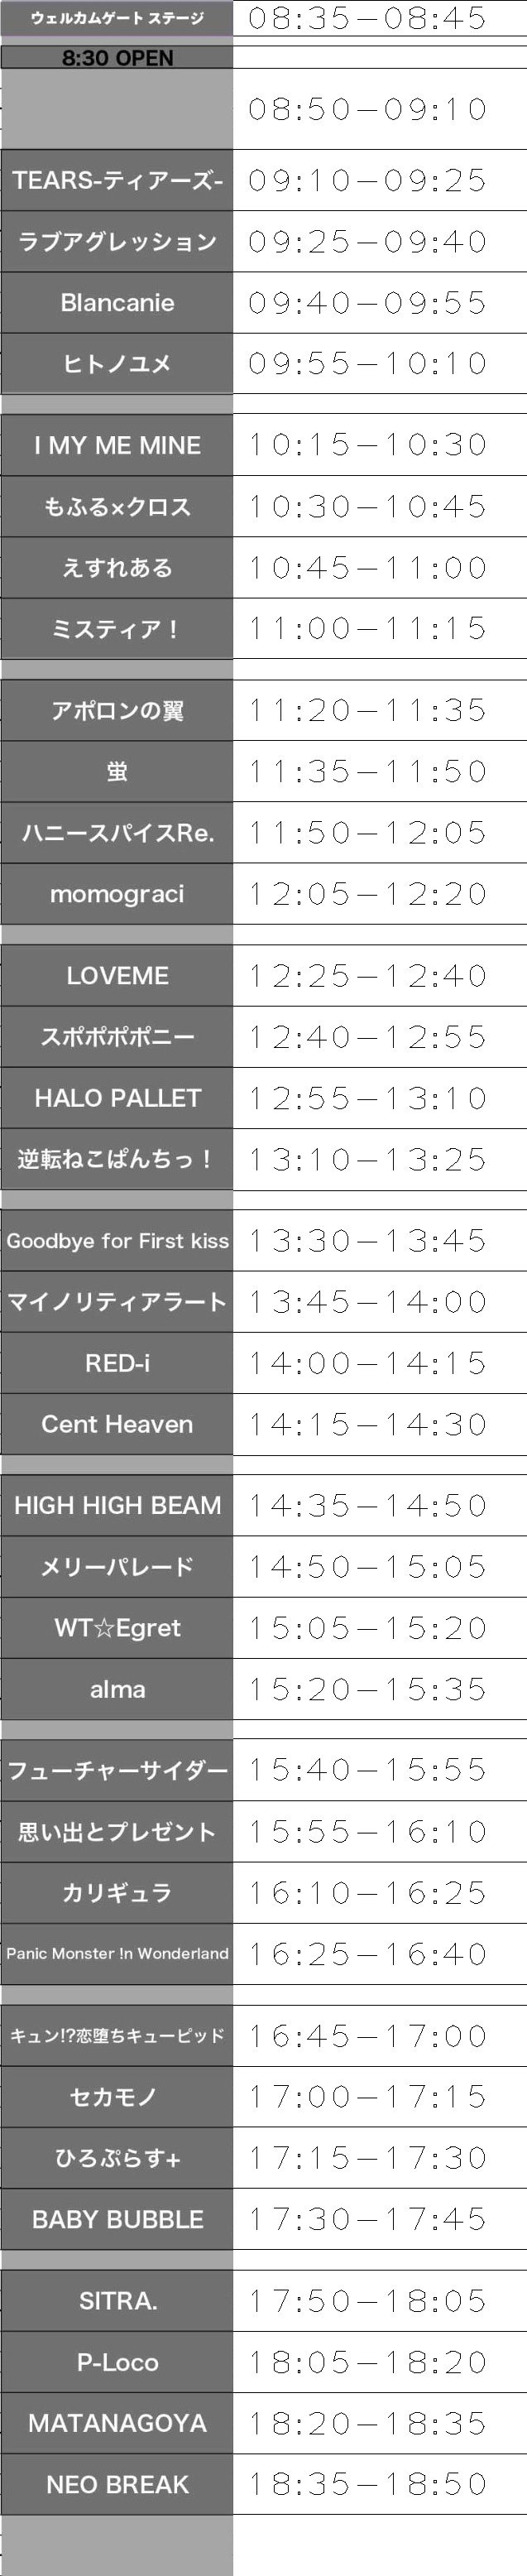 ウェルカムゲート ステージ 08:35–08:45
8:30 OPEN
08:50–09:10
TEARS-ティアーズ- 09:10–09:25
ラブアグレッション 09:25–09:40
Blancanie 09:40–09:55
ヒトノユメ 09:55–10:10
I MY ME MINE 10:15–10:30
もふる×クロス 10:30–10:45
えすれある 10:45–11:00
ミスティア！ 11:00–11:15
アポロンの翼 11:20–11:35
蛍 11:35–11:50
ハニースパイスRe. 11:50–12:05
momograci 12:05–12:20
LOVEME 12:25–12:40
スポポポポニー 12:40–12:55
HALO PALLET 12:55–13:10
逆転ねこぱんちっ！ 13:10–13:25
Goodbye for First kiss 13:30–13:45
マイノリティアラート 13:45–14:00
RED-i 14:00–14:15
Cent Heaven 14:15–14:30
HIGH HIGH BEAM 14:35–14:50
メリーパレード 14:50–15:05
WT☆Egret 15:05–15:20
alma 15:20–15:35
フューチャーサイダー 15:40–15:55
思い出とプレゼント 15:55–16:10
カリギュラ 16:10–16:25
Panic Monster !n Wonderland 16:25–16:40
キュン!?恋堕ちキューピッド 16:45–17:00
セカモノ 17:00–17:15
ひろぷらす+ 17:15–17:30
BABY BUBBLE 17:30–17:45
SITRA. 17:50–18:05
P-Loco 18:05–18:20
MATANAGOYA 18:20–18:35
NEO BREAK 18:35–18:50